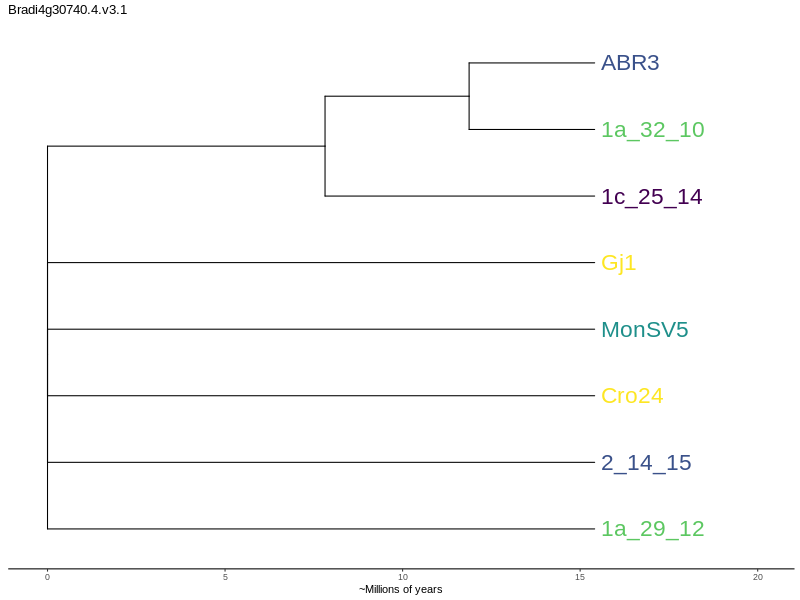 Bradi4g30740.4.v3.1
ABR3
1a_32_10
1c_25_14
Gj1
MonSV5
Cro24
2_14_15
1a_29_12
0 5 10 15 20
~Millions of years